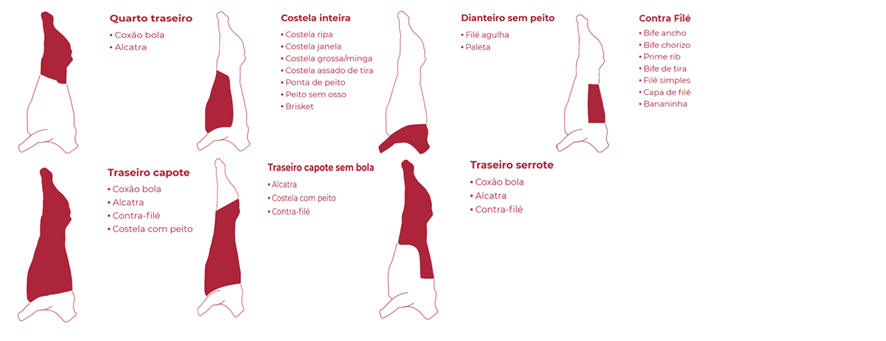 Quarto traseiro
• Coxão bola
• Alcatra
Costela inteira
• Costela ripa
• Costela janela
• Costela grossa/minga
• Costela assado de tira
• Ponta de peito
• Peito sem osso
• Brisket
Dianteiro sem peito
• Filé agulha
• Paleta
Contra Filé
• Bife ancho
• Bife chorizo
• Prime rib
• Bife de tira
• Filé simples
• Capa de filé
• Bananinha
Traseiro capote
• Coxão bola
• Alcatra
• Contra-filé
• Costela com peito
Traseiro capote sem bola
• Alcatra
• Costela com peito
• Contra-filé
Traseiro serrote
• Coxão bola
• Alcatra
• Contra-filé